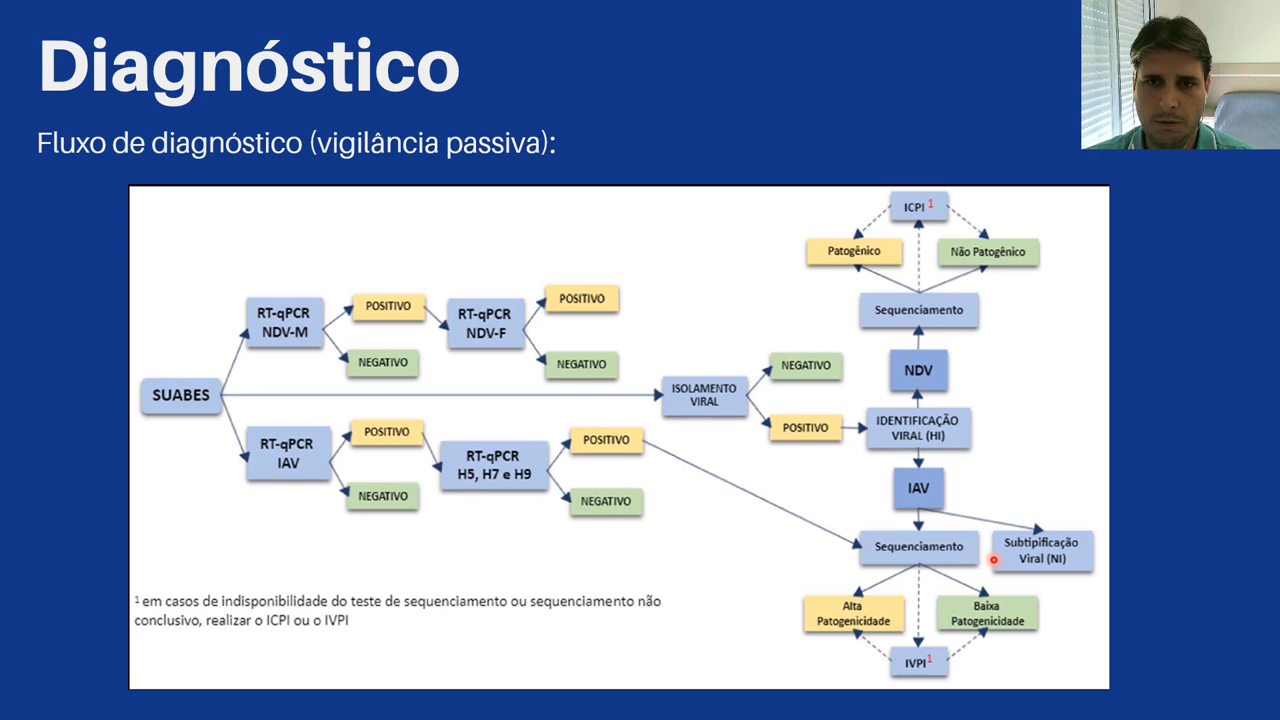 Diagnóstico
Fluxo de diagnóstico (vigilância passiva):
SUABES
RT-qPCR
NDV-M
POSITIVO
NEGATIVO
RT-qPCR
NDV-F
POSITIVO
NEGATIVO
RT-qPCR
IAV
POSITIVO
NEGATIVO
RT-qPCR
H5, H7 e H9
POSITIVO
NEGATIVO
ISOLAMENTO
VIRAL
NEGATIVO
POSITIVO
IDENTIFICAÇÃO
VIRAL (HI)
NDV
Sequenciamento
Patogênico
Não Patogênico
ICPI 1
IAV
Sequenciamento
Subtipificação
Viral (NI)
Alta
Patogenicidade
Baixa
Patogenicidade
IVPI 1
1 em casos de indisponibilidade do teste de sequenciamento ou sequenciamento não
conclusivo, realizar o ICPI ou o IVPI